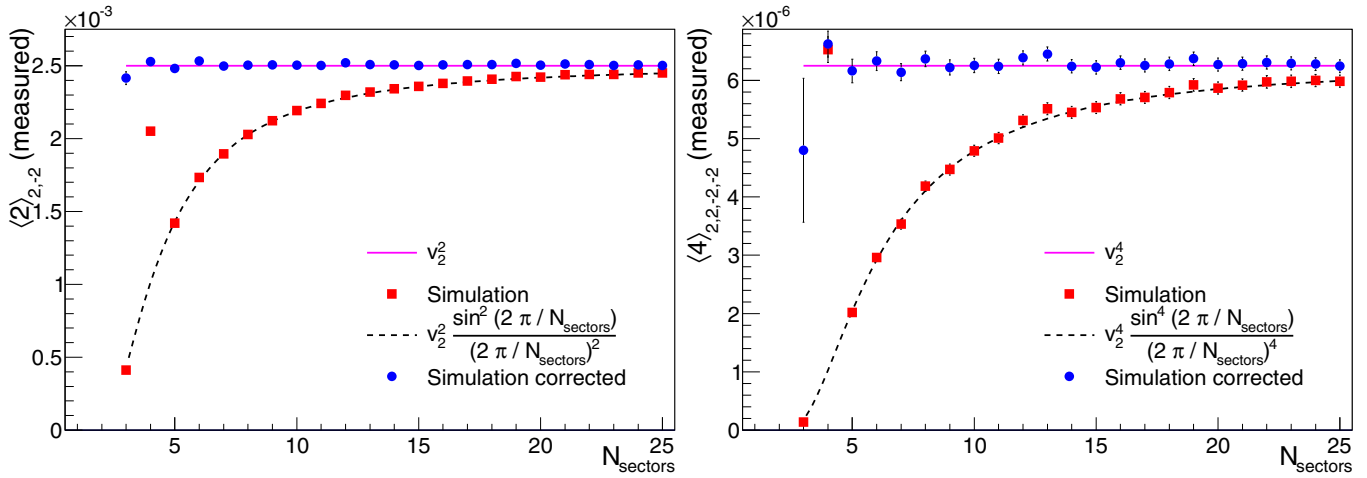 ×10⁻³
⟨2⟩₂,₋₂ (measured)
2.5
2
1.5
1
0.5
0
5 10 15 20 25
N_sectors
v₂²
Simulation
v₂² sin² (2 π / N_sectors) / (2 π / N_sectors)²
Simulation corrected
×10⁻⁶
⟨4⟩₂,₂,₋₂,₋₂ (measured)
6
5
4
3
2
1
0
5 10 15 20 25
N_sectors
v₂⁴
Simulation
v₂⁴ sin⁴ (2 π / N_sectors) / (2 π / N_sectors)⁴
Simulation corrected